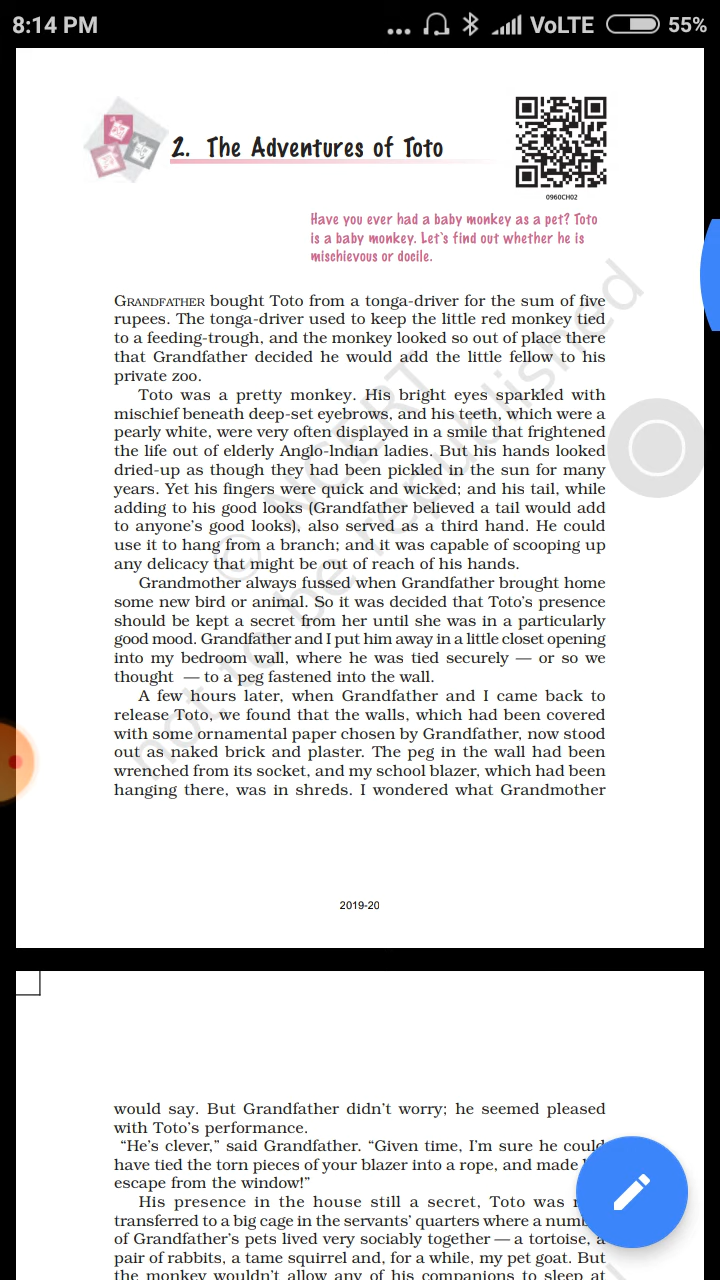 8:14 PM ... VoLTE 55%
2. The Adventures of Toto
0960CH02
Have you ever had a baby monkey as a pet? Toto
is a baby monkey. Let's find out whether he is
mischievous or docile.
GRANDFATHER bought Toto from a tonga-driver for the sum of five
rupees. The tonga-driver used to keep the little red monkey tied
to a feeding-trough, and the monkey looked so out of place there
that Grandfather decided he would add the little fellow to his
private zoo.
Toto was a pretty monkey. His bright eyes sparkled with
mischief beneath deep-set eyebrows, and his teeth, which were a
pearly white, were very often displayed in a smile that frightened
the life out of elderly Anglo-Indian ladies. But his hands looked
dried-up as though they had been pickled in the sun for many
years. Yet his fingers were quick and wicked; and his tail, while
adding to his good looks (Grandfather believed a tail would add
to anyone's good looks), also served as a third hand. He could
use it to hang from a branch; and it was capable of scooping up
any delicacy that might be out of reach of his hands.
Grandmother always fussed when Grandfather brought home
some new bird or animal. So it was decided that Toto's presence
should be kept a secret from her until she was in a particularly
good mood. Grandfather and I put him away in a little closet opening
into my bedroom wall, where he was tied securely — or so we
thought — to a peg fastened into the wall.
A few hours later, when Grandfather and I came back to
release Toto, we found that the walls, which had been covered
with some ornamental paper chosen by Grandfather, now stood
out as naked brick and plaster. The peg in the wall had been
wrenched from its socket, and my school blazer, which had been
hanging there, was in shreds. I wondered what Grandmother
© NCERT
not to be republished
2019-20
would say. But Grandfather didn't worry; he seemed pleased
with Toto's performance.
"He's clever," said Grandfather. "Given time, I'm sure he could
have tied the torn pieces of your blazer into a rope, and made
escape from the window!"
His presence in the house still a secret, Toto was
transferred to a big cage in the servants' quarters where a
of Grandfather's pets lived very sociably together — a tortoise, a
pair of rabbits, a tame squirrel and, for a while, my pet goat. But
the monkey wouldn't allow any of his companions to sleep at